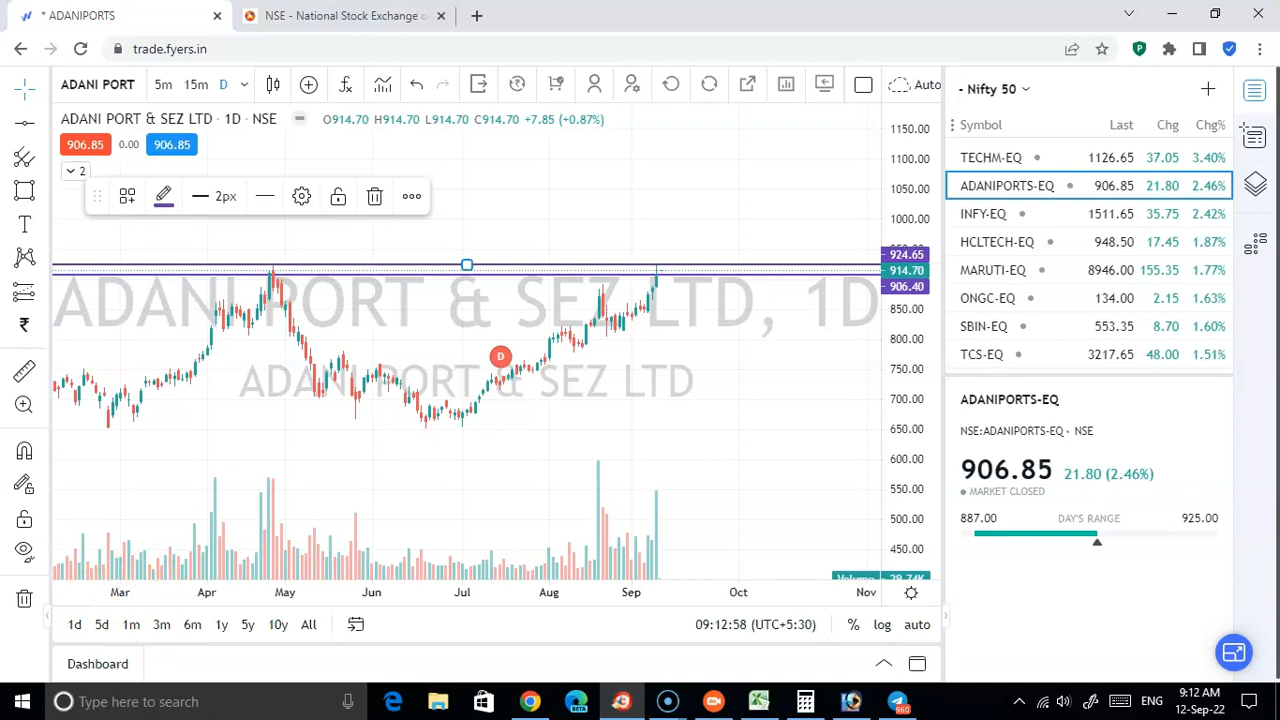 * ADANIPORTS
NSE - National Stock Exchange o
trade.fyers.in
ADANI PORT 5m 15m D Auto
ADANI PORT & SEZ LTD · 1D · NSE O914.70 H914.70 L914.70 C914.70 +7.85 (+0.87%)
906.85 0.00 906.85
2
2px
ADANI PORT & SEZ LTD, 1D
ADANI PORT & SEZ LTD
D
1150.00
1100.00
1050.00
1000.00
924.65
914.70
906.40
850.00
800.00
750.00
700.00
650.00
600.00
550.00
500.00
450.00
Volume 29.74K
Mar Apr May Jun Jul Aug Sep Oct Nov
1d 5d 1m 3m 6m 1y 5y 10y All 09:12:58 (UTC+5:30) % log auto
Dashboard
- Nifty 50
Symbol Last Chg Chg%
TECHM-EQ 1126.65 37.05 3.40%
ADANIPORTS-EQ 906.85 21.80 2.46%
INFY-EQ 1511.65 35.75 2.42%
HCLTECH-EQ 948.50 17.45 1.87%
MARUTI-EQ 8946.00 155.35 1.77%
ONGC-EQ 134.00 2.15 1.63%
SBIN-EQ 553.35 8.70 1.60%
TCS-EQ 3217.65 48.00 1.51%
ADANIPORTS-EQ
NSE:ADANIPORTS-EQ • NSE
906.85 21.80 (2.46%)
MARKET CLOSED
887.00 DAY'S RANGE 925.00
Type here to search
BETA
360
ENG
9:12 AM
12-Sep-22